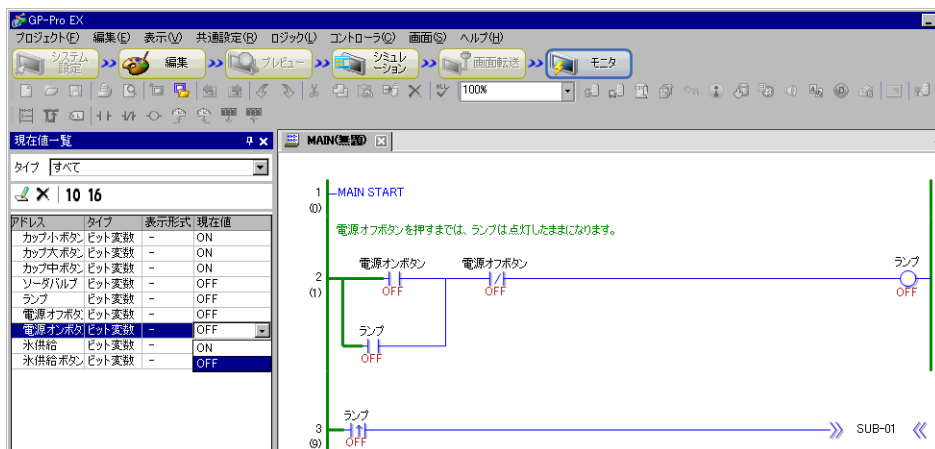 GP-Pro EX
プロジェクト(F) 編集(E) 表示(V) 共通設定(R) ロジック(L) コントローラ(C) 画面(S) ヘルプ(H)
システム設定 >> 編集 >> プレビュー >> シミュレーション >> 画面転送 >> モニタ
100%
現在値一覧
MAIN(無題)
タイプ すべて
10 16
アドレス タイプ 表示形式 現在値
カップ小ボタン ビット変数 - ON
カップ大ボタン ビット変数 - ON
カップ中ボタン ビット変数 - ON
ソーダバルブ ビット変数 - OFF
ランプ ビット変数 - OFF
電源オフボタ ビット変数 - OFF
電源オンボタ ビット変数 - OFF
氷供給 ビット変数 - ON
氷供給ボタン ビット変数 - OFF
1 MAIN START
(0)
電源オフボタンを押すまでは、ランプは点灯したままになります。
電源オンボタン 電源オフボタン ランプ
2
(1) OFF OFF OFF
ランプ
OFF
ランプ
3 SUB-01
(9) OFF